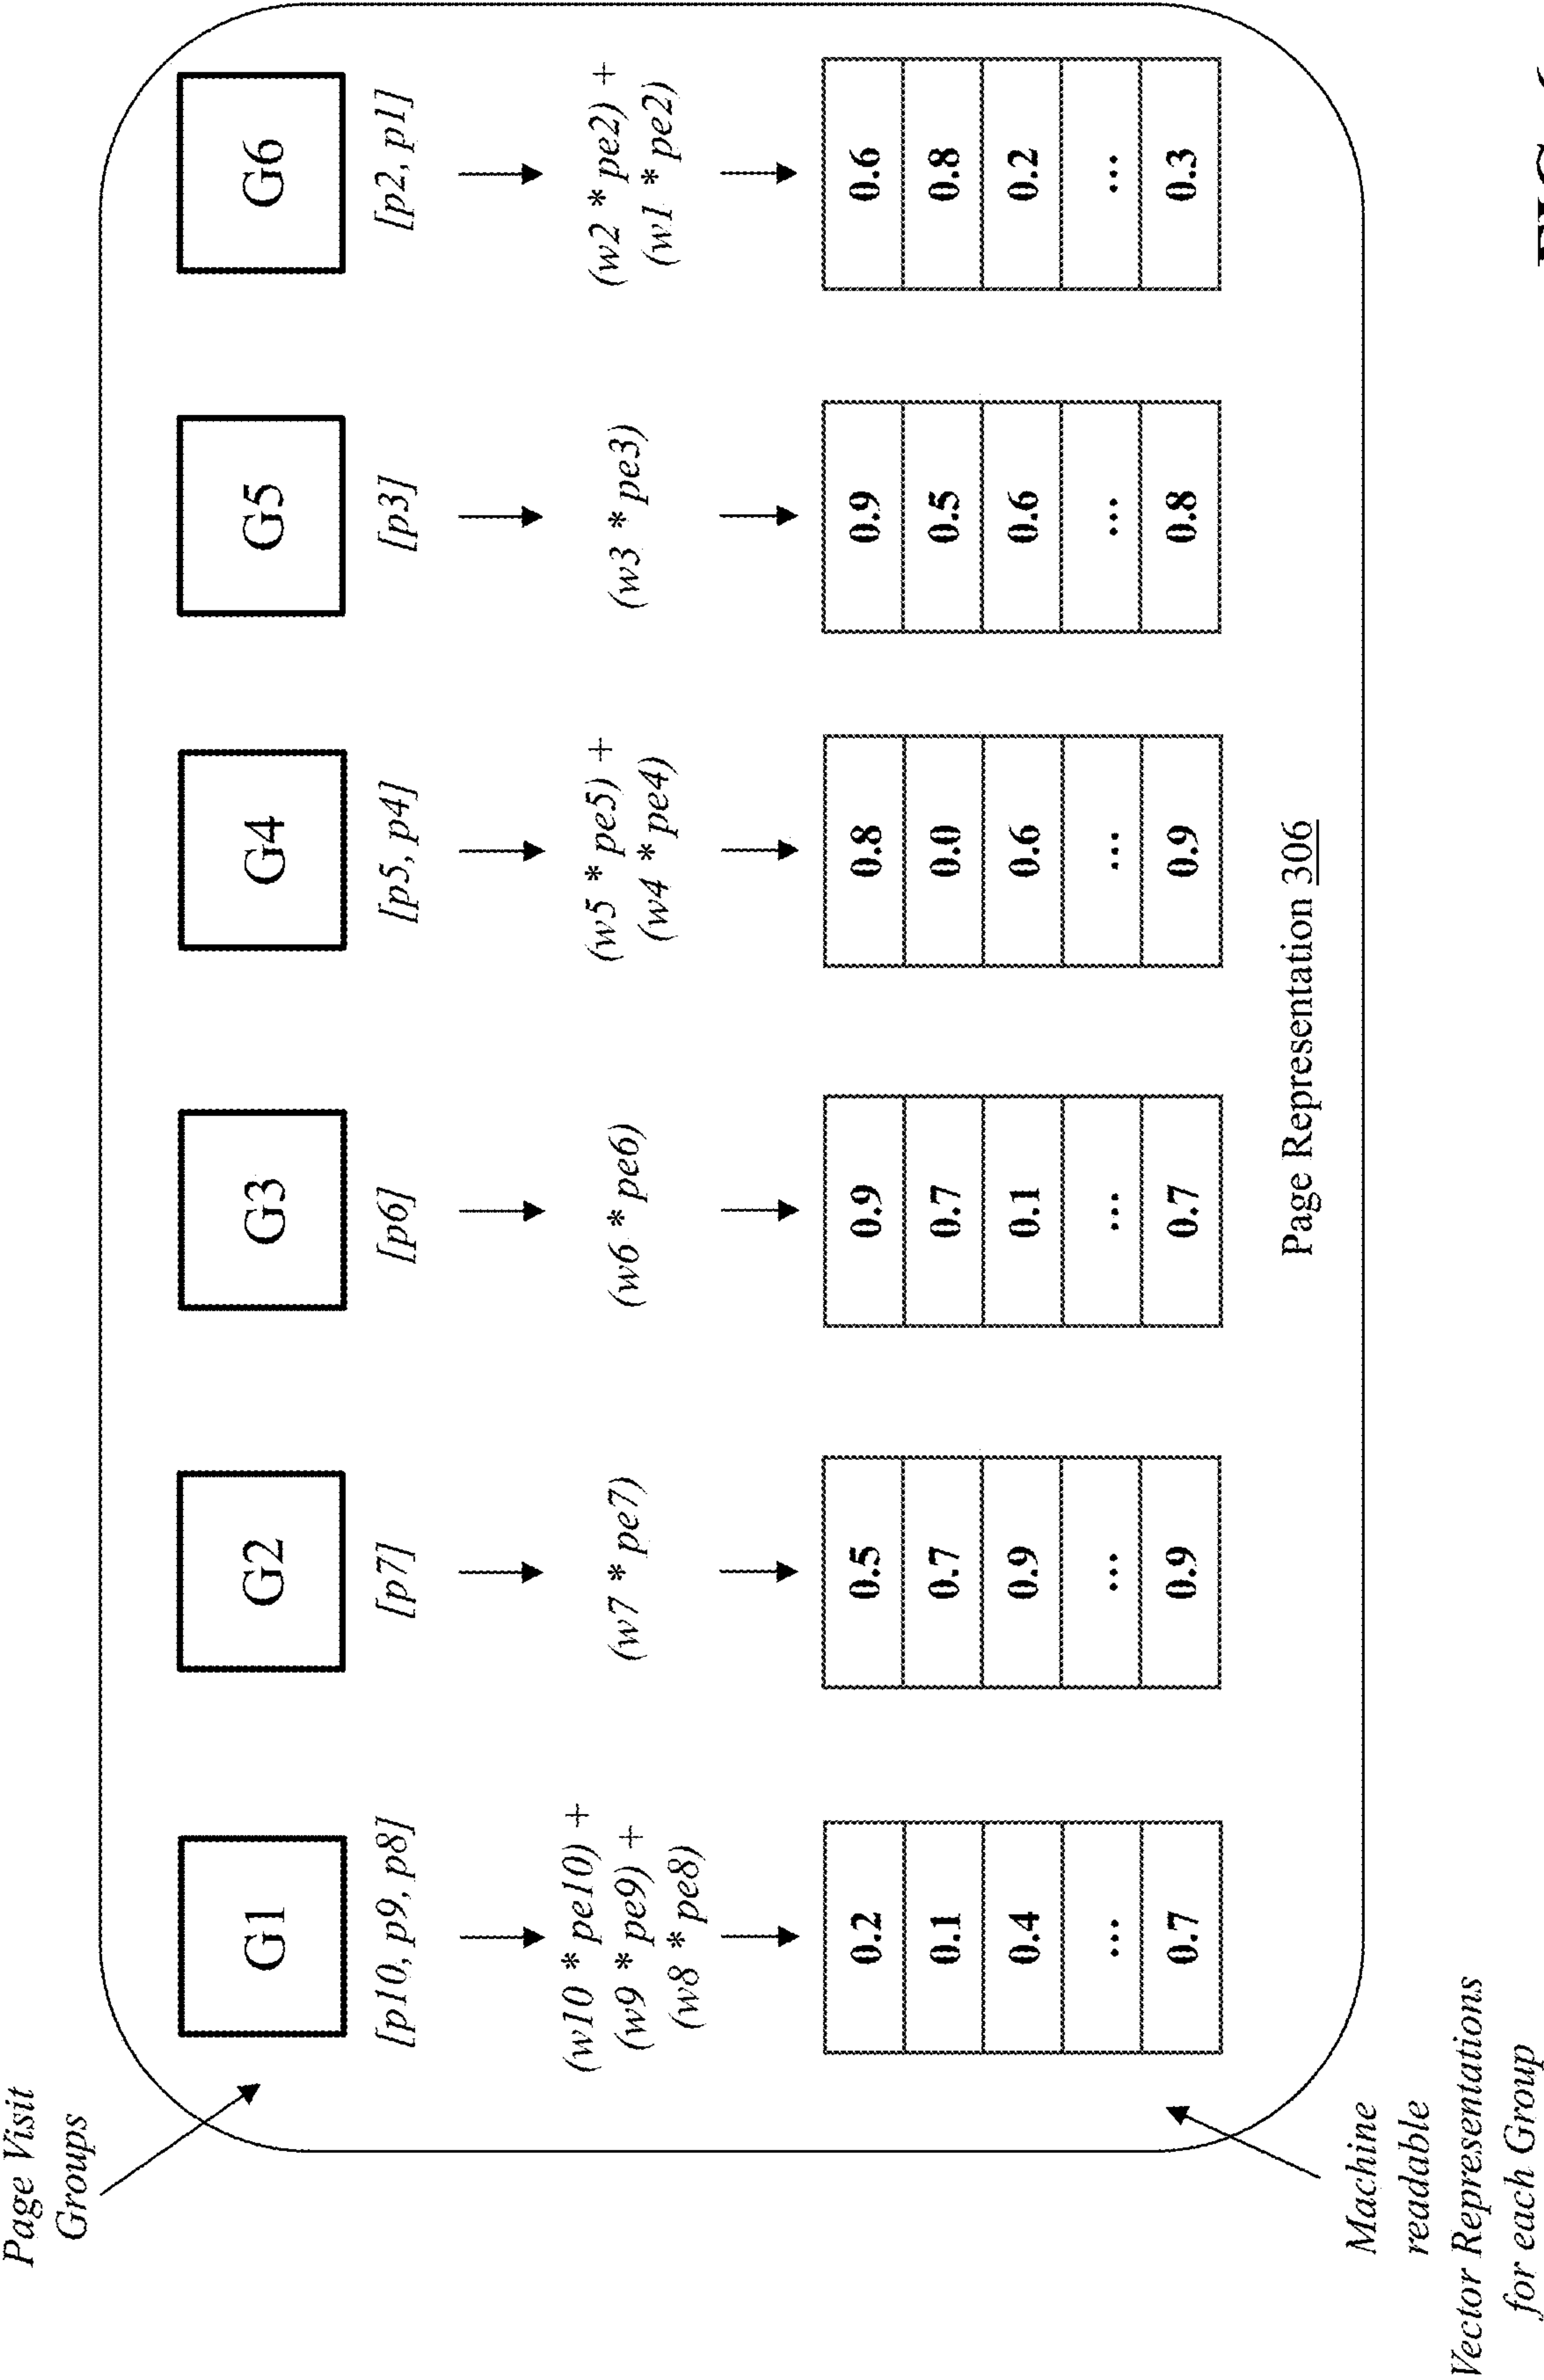 Page Visit
Groups
G1
G2
G3
G4
G5
G6
[p10, p9, p8]
[p7]
[p6]
[p5, p4]
[p3]
[p2, p1]
(w10 * pe10) +
(w9 * pe9) +
(w8 * pe8)
(w7 * pe7)
(w6 * pe6)
(w5 * pe5) +
(w4 * pe4)
(w3 * pe3)
(w2 * pe2) +
(w1 * pe2)
0.2
0.1
0.4
...
0.7
0.5
0.7
0.9
...
0.9
0.9
0.7
0.1
...
0.7
0.8
0.0
0.6
...
0.9
0.9
0.5
0.6
...
0.8
0.6
0.8
0.2
...
0.3
Page Representation 306
Machine
readable
Vector Representations
for each Group